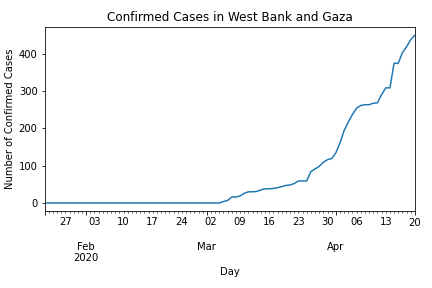 Confirmed Cases in West Bank and Gaza
Number of Confirmed Cases
400
300
200
100
0
27 03 10 17 24 02 09 16 23 30 06 13 20
Feb Mar Apr
2020
Day